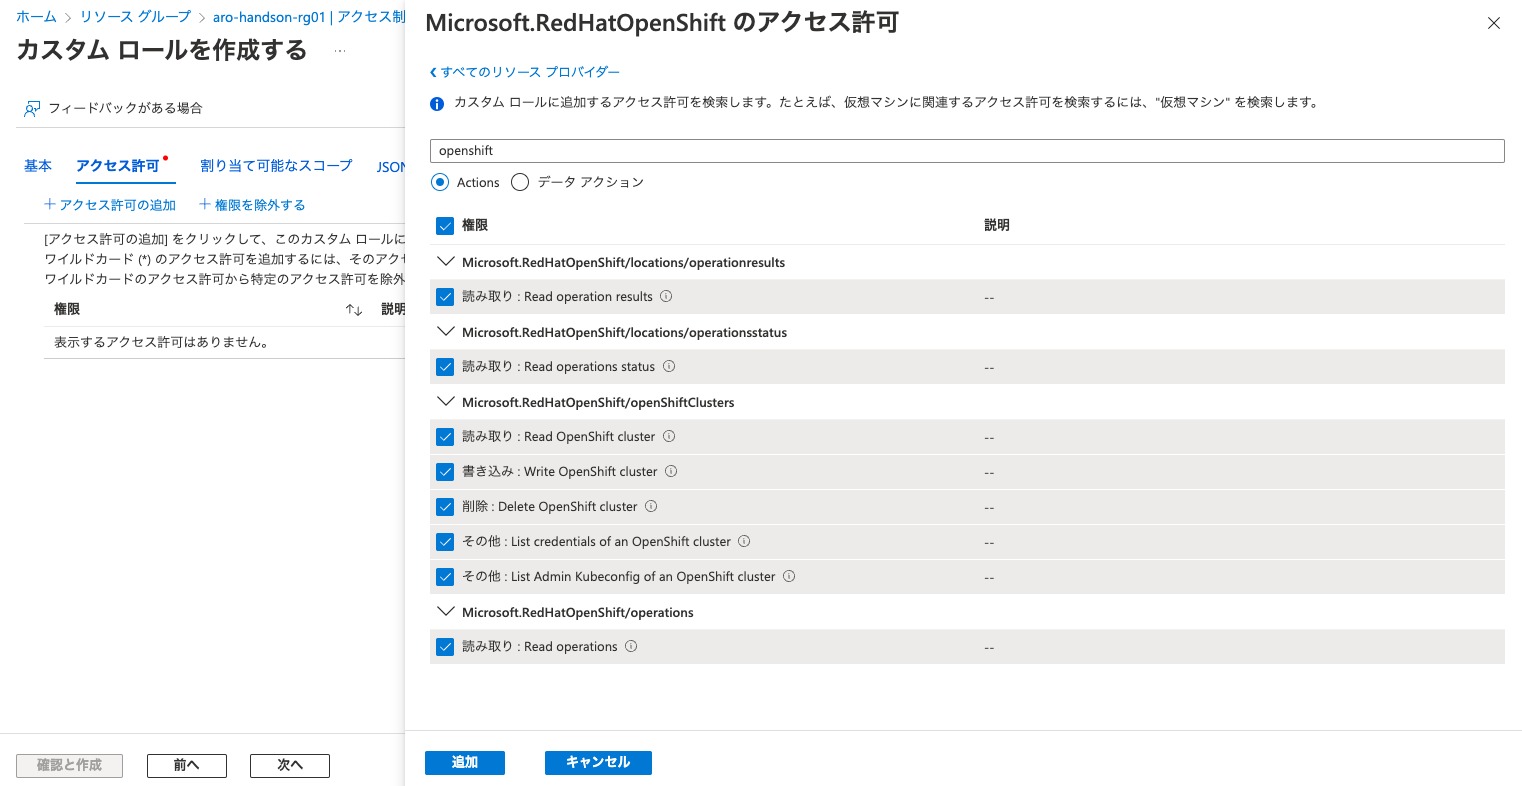 ホーム > リソース グループ > aro-handson-rg01 | アクセス制
カスタム ロールを作成する ...
フィードバックがある場合
基本 アクセス許可 割り当て可能なスコープ JSON
+ アクセス許可の追加 + 権限を除外する
[アクセス許可の追加] をクリックして、このカスタム ロールに
ワイルドカード (*) のアクセス許可を追加するには、そのアクセ
ワイルドカードのアクセス許可から特定のアクセス許可を除外
権限 ↑↓ 説明
表示するアクセス許可はありません。
確認と作成 前へ 次へ
Microsoft.RedHatOpenShift のアクセス許可
すべてのリソース プロバイダー
カスタム ロールに追加するアクセス許可を検索します。たとえば、仮想マシンに関連するアクセス許可を検索するには、"仮想マシン" を検索します。
openshift
Actions データ アクション
権限 説明
Microsoft.RedHatOpenShift/locations/operationresults
読み取り : Read operation results --
Microsoft.RedHatOpenShift/locations/operationsstatus
読み取り : Read operations status --
Microsoft.RedHatOpenShift/openShiftClusters
読み取り : Read OpenShift cluster --
書き込み : Write OpenShift cluster --
削除 : Delete OpenShift cluster --
その他 : List credentials of an OpenShift cluster --
その他 : List Admin Kubeconfig of an OpenShift cluster --
Microsoft.RedHatOpenShift/operations
読み取り : Read operations --
追加 キャンセル